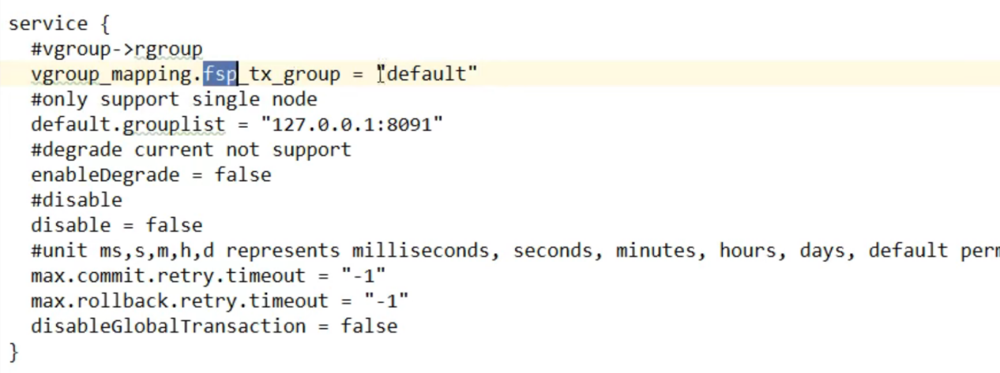 service {
  #vgroup->rgroup
  vgroup_mapping.fsp_tx_group = "default"
  #only support single node
  default.grouplist = "127.0.0.1:8091"
  #degrade current not support
  enableDegrade = false
  #disable
  disable = false
  #unit ms,s,m,h,d represents milliseconds, seconds, minutes, hours, days, default
  max.commit.retry.timeout = "-1"
  max.rollback.retry.timeout = "-1"
  disableGlobalTransaction = false
}